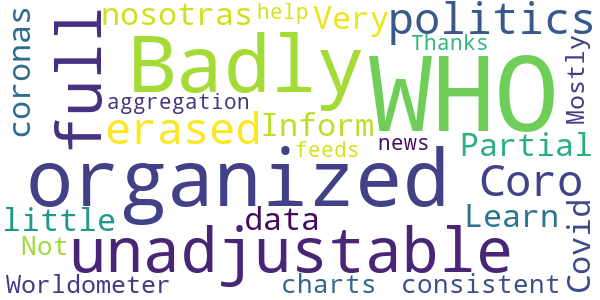 nosotras help Very politics
coronas full Badly WHO Thanks Mostly
aggregation
erased Inform news
feeds Partial
organized Coro
little data Learn Covid
Not unadjustable
Worldometer charts consistent